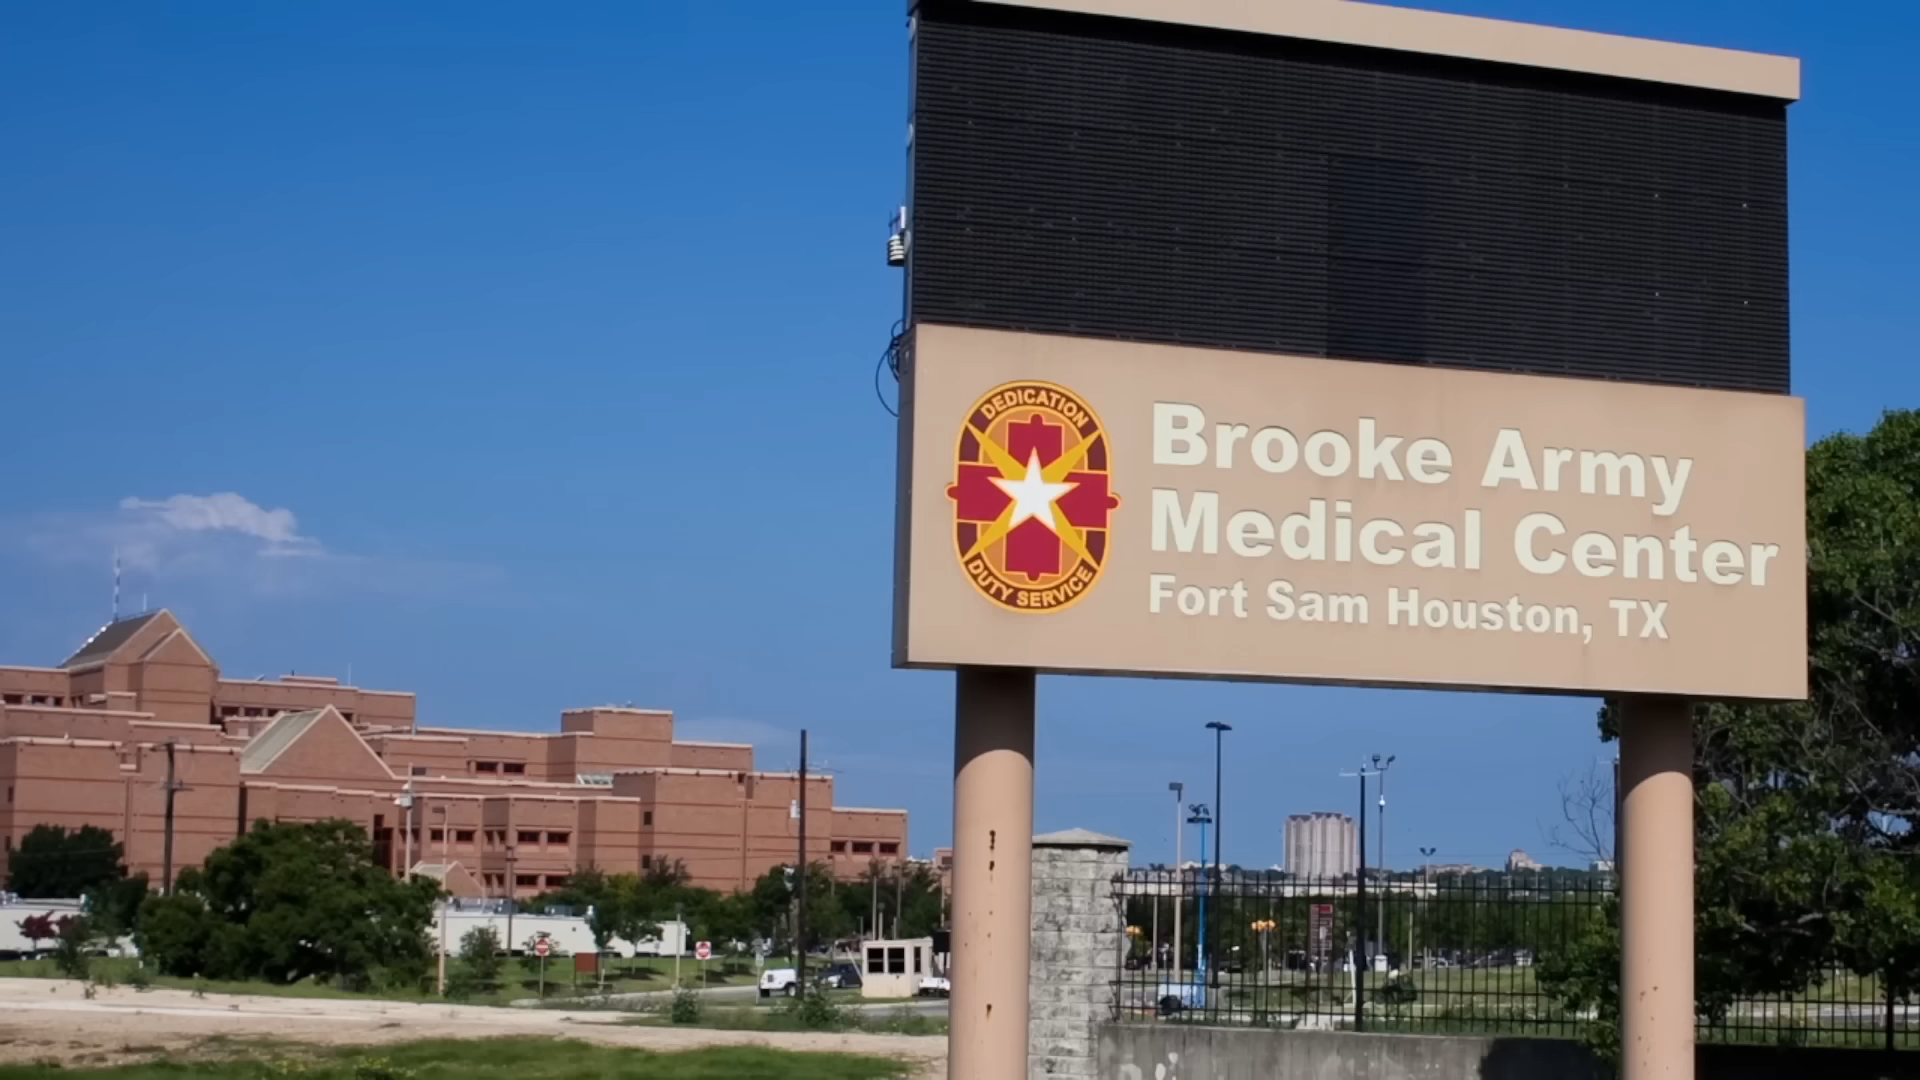 DEDICATION
DUTY SERVICE
Brooke Army
Medical Center
Fort Sam Houston, TX